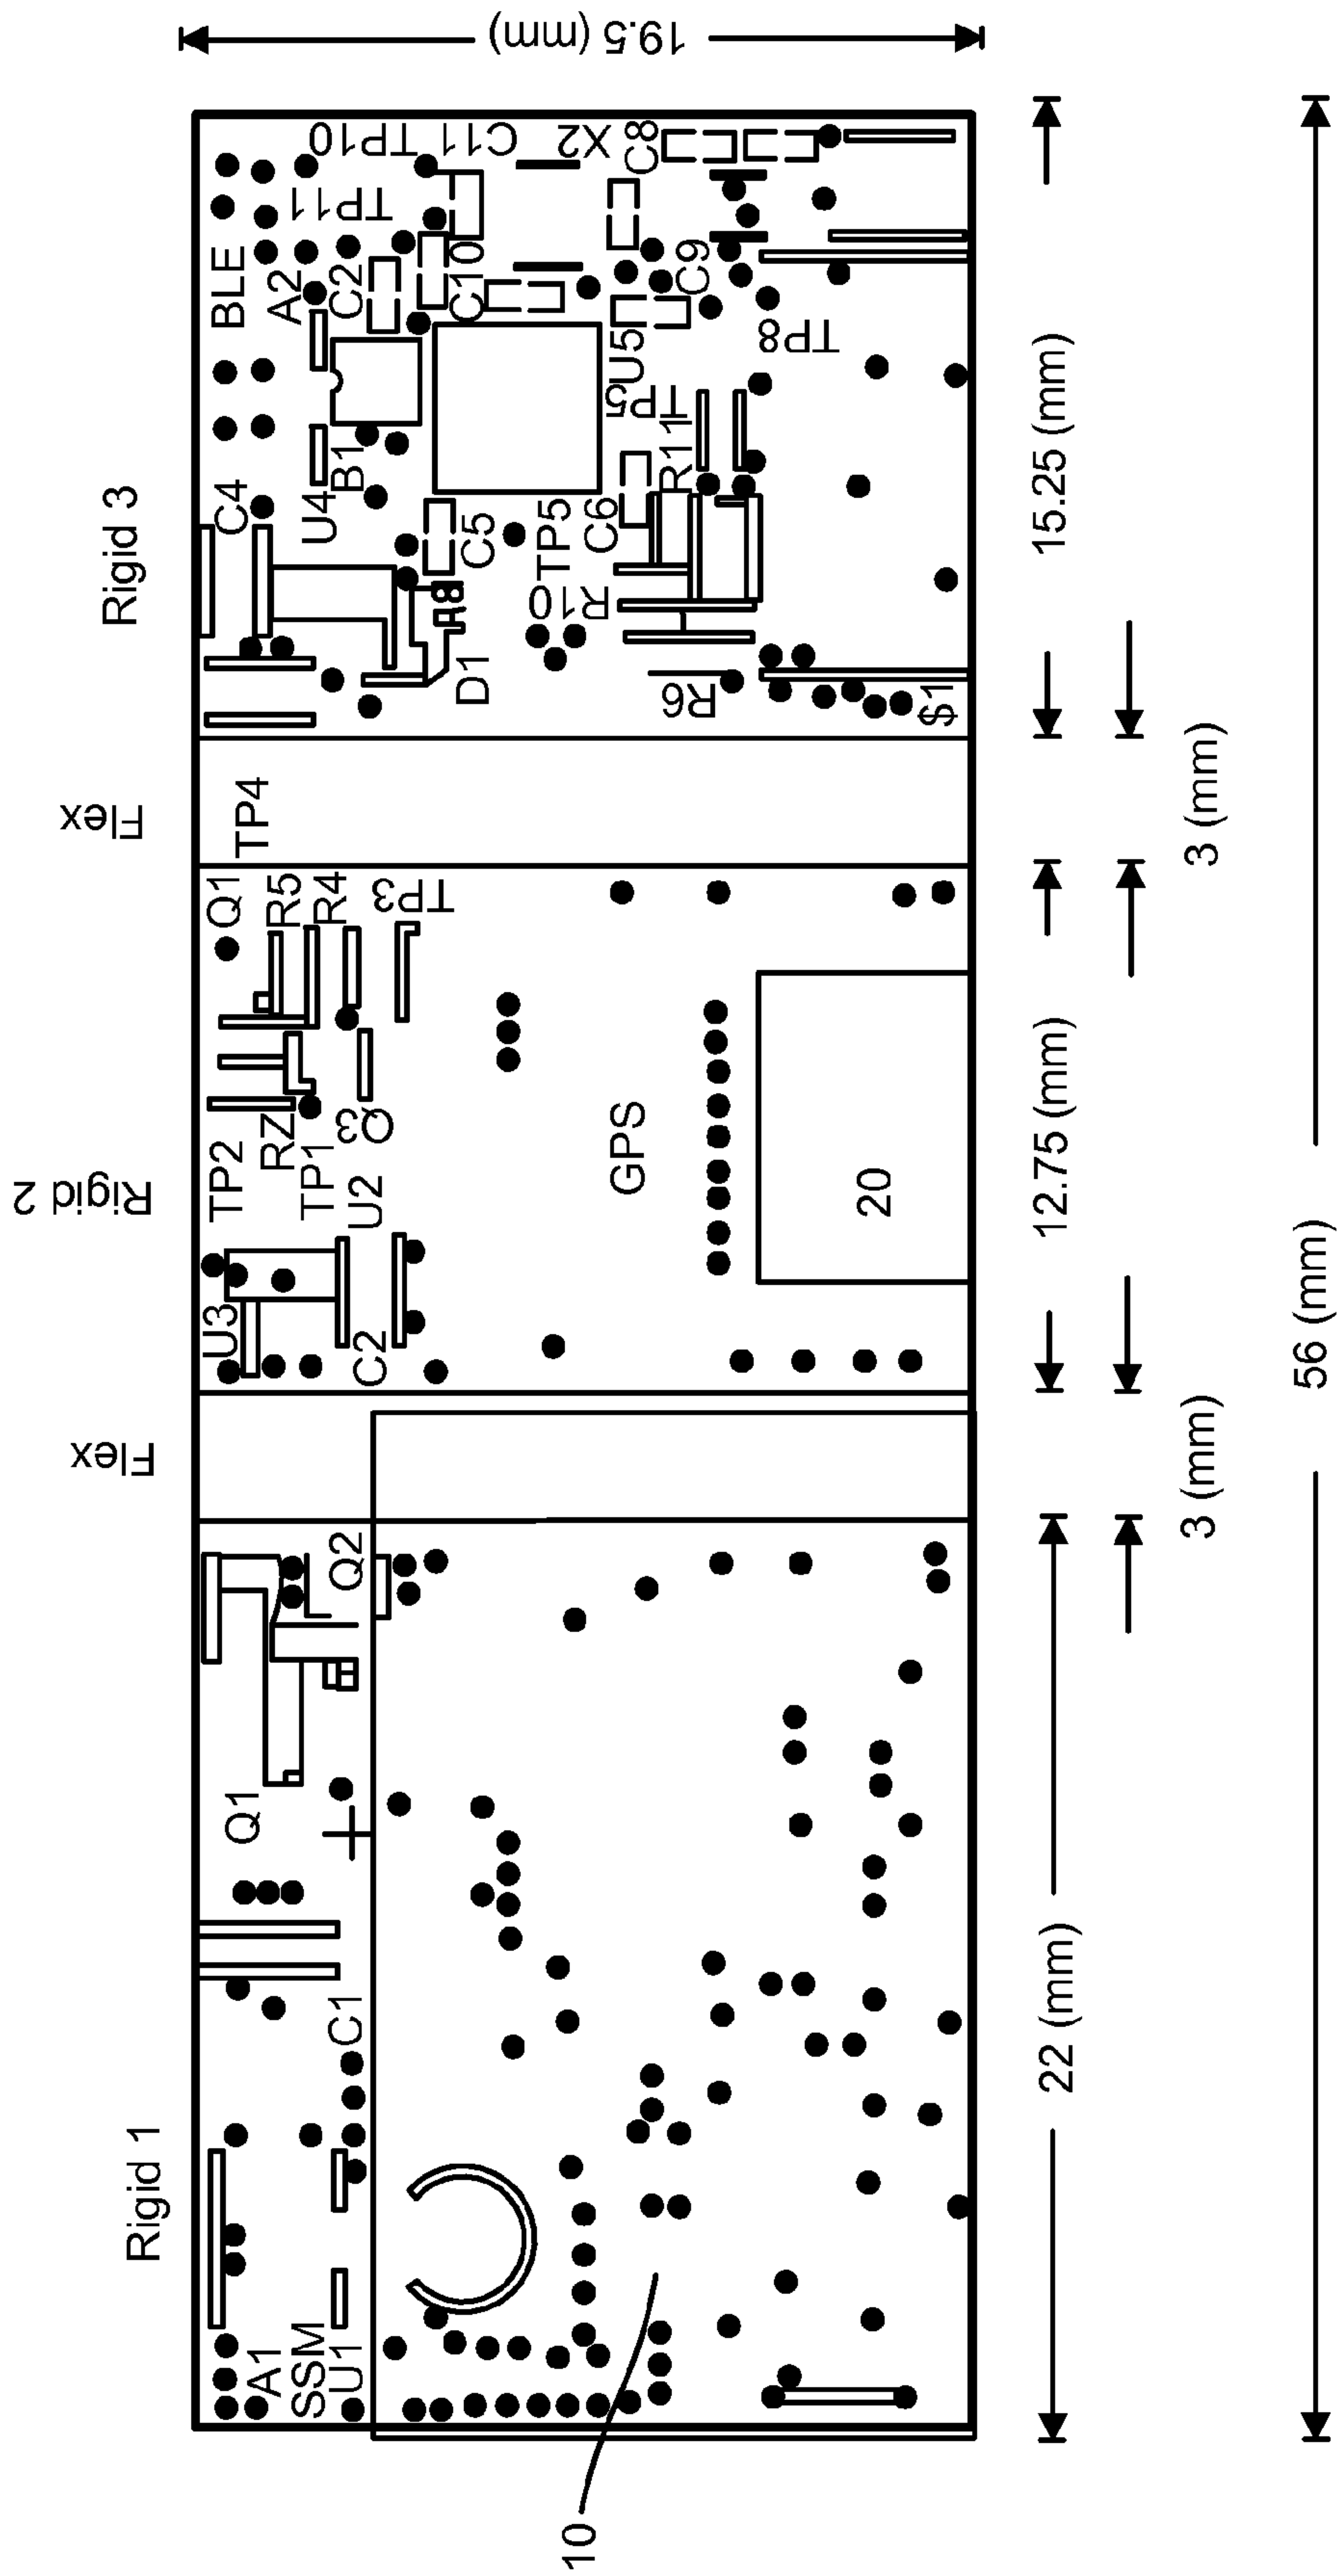 Rigid 1
Flex
Rigid 2
Flex
Rigid 3
A1
SSM
U1
C1
Q1
+
Q2
10
U3
C2
TP2
RZ
TP1
U2
Q3
Q1
R5
R4
TP3
GPS
20
TP4
C4
U4
B1
D1
R8
C5
TP5
C6
R10
R11
TP5
U5
R6
$1
BLE
A2
C2
C10
C9
TP8
TP11
TP10
C11
X2
C8
19.5 (mm)
22 (mm)
12.75 (mm)
15.25 (mm)
3 (mm)
3 (mm)
56 (mm)